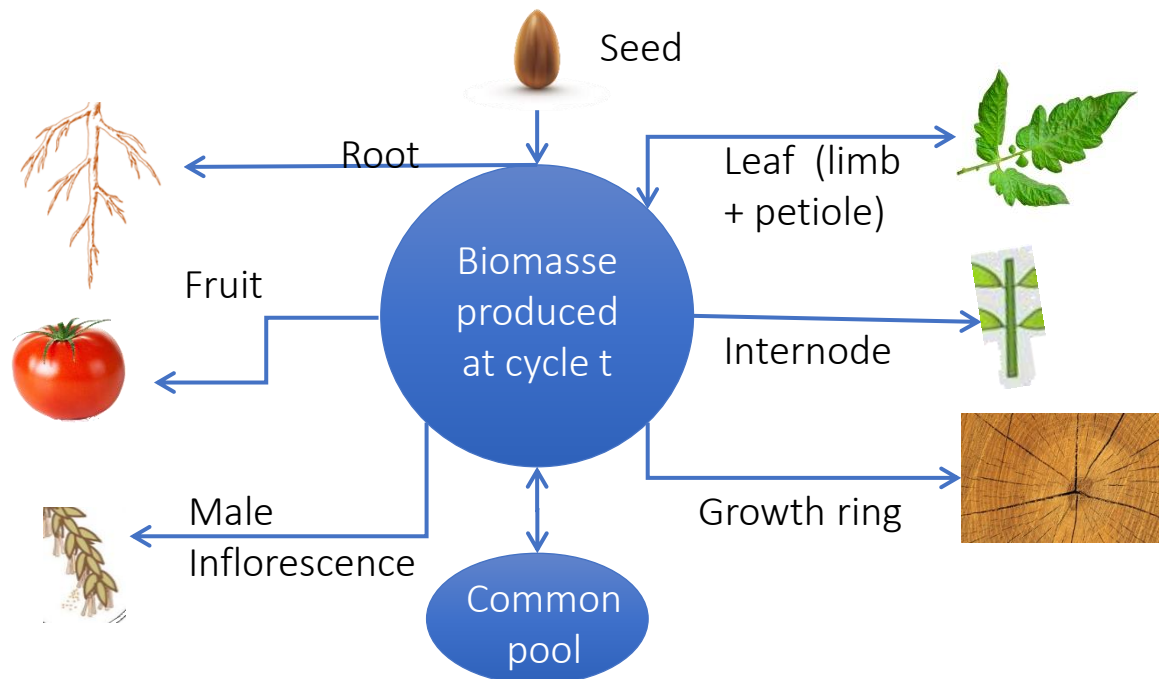 Seed
Root
Leaf (limb
+ petiole)
Biomasse
produced
at cycle t
Fruit
Internode
Male
Inflorescence
Growth ring
Common
pool